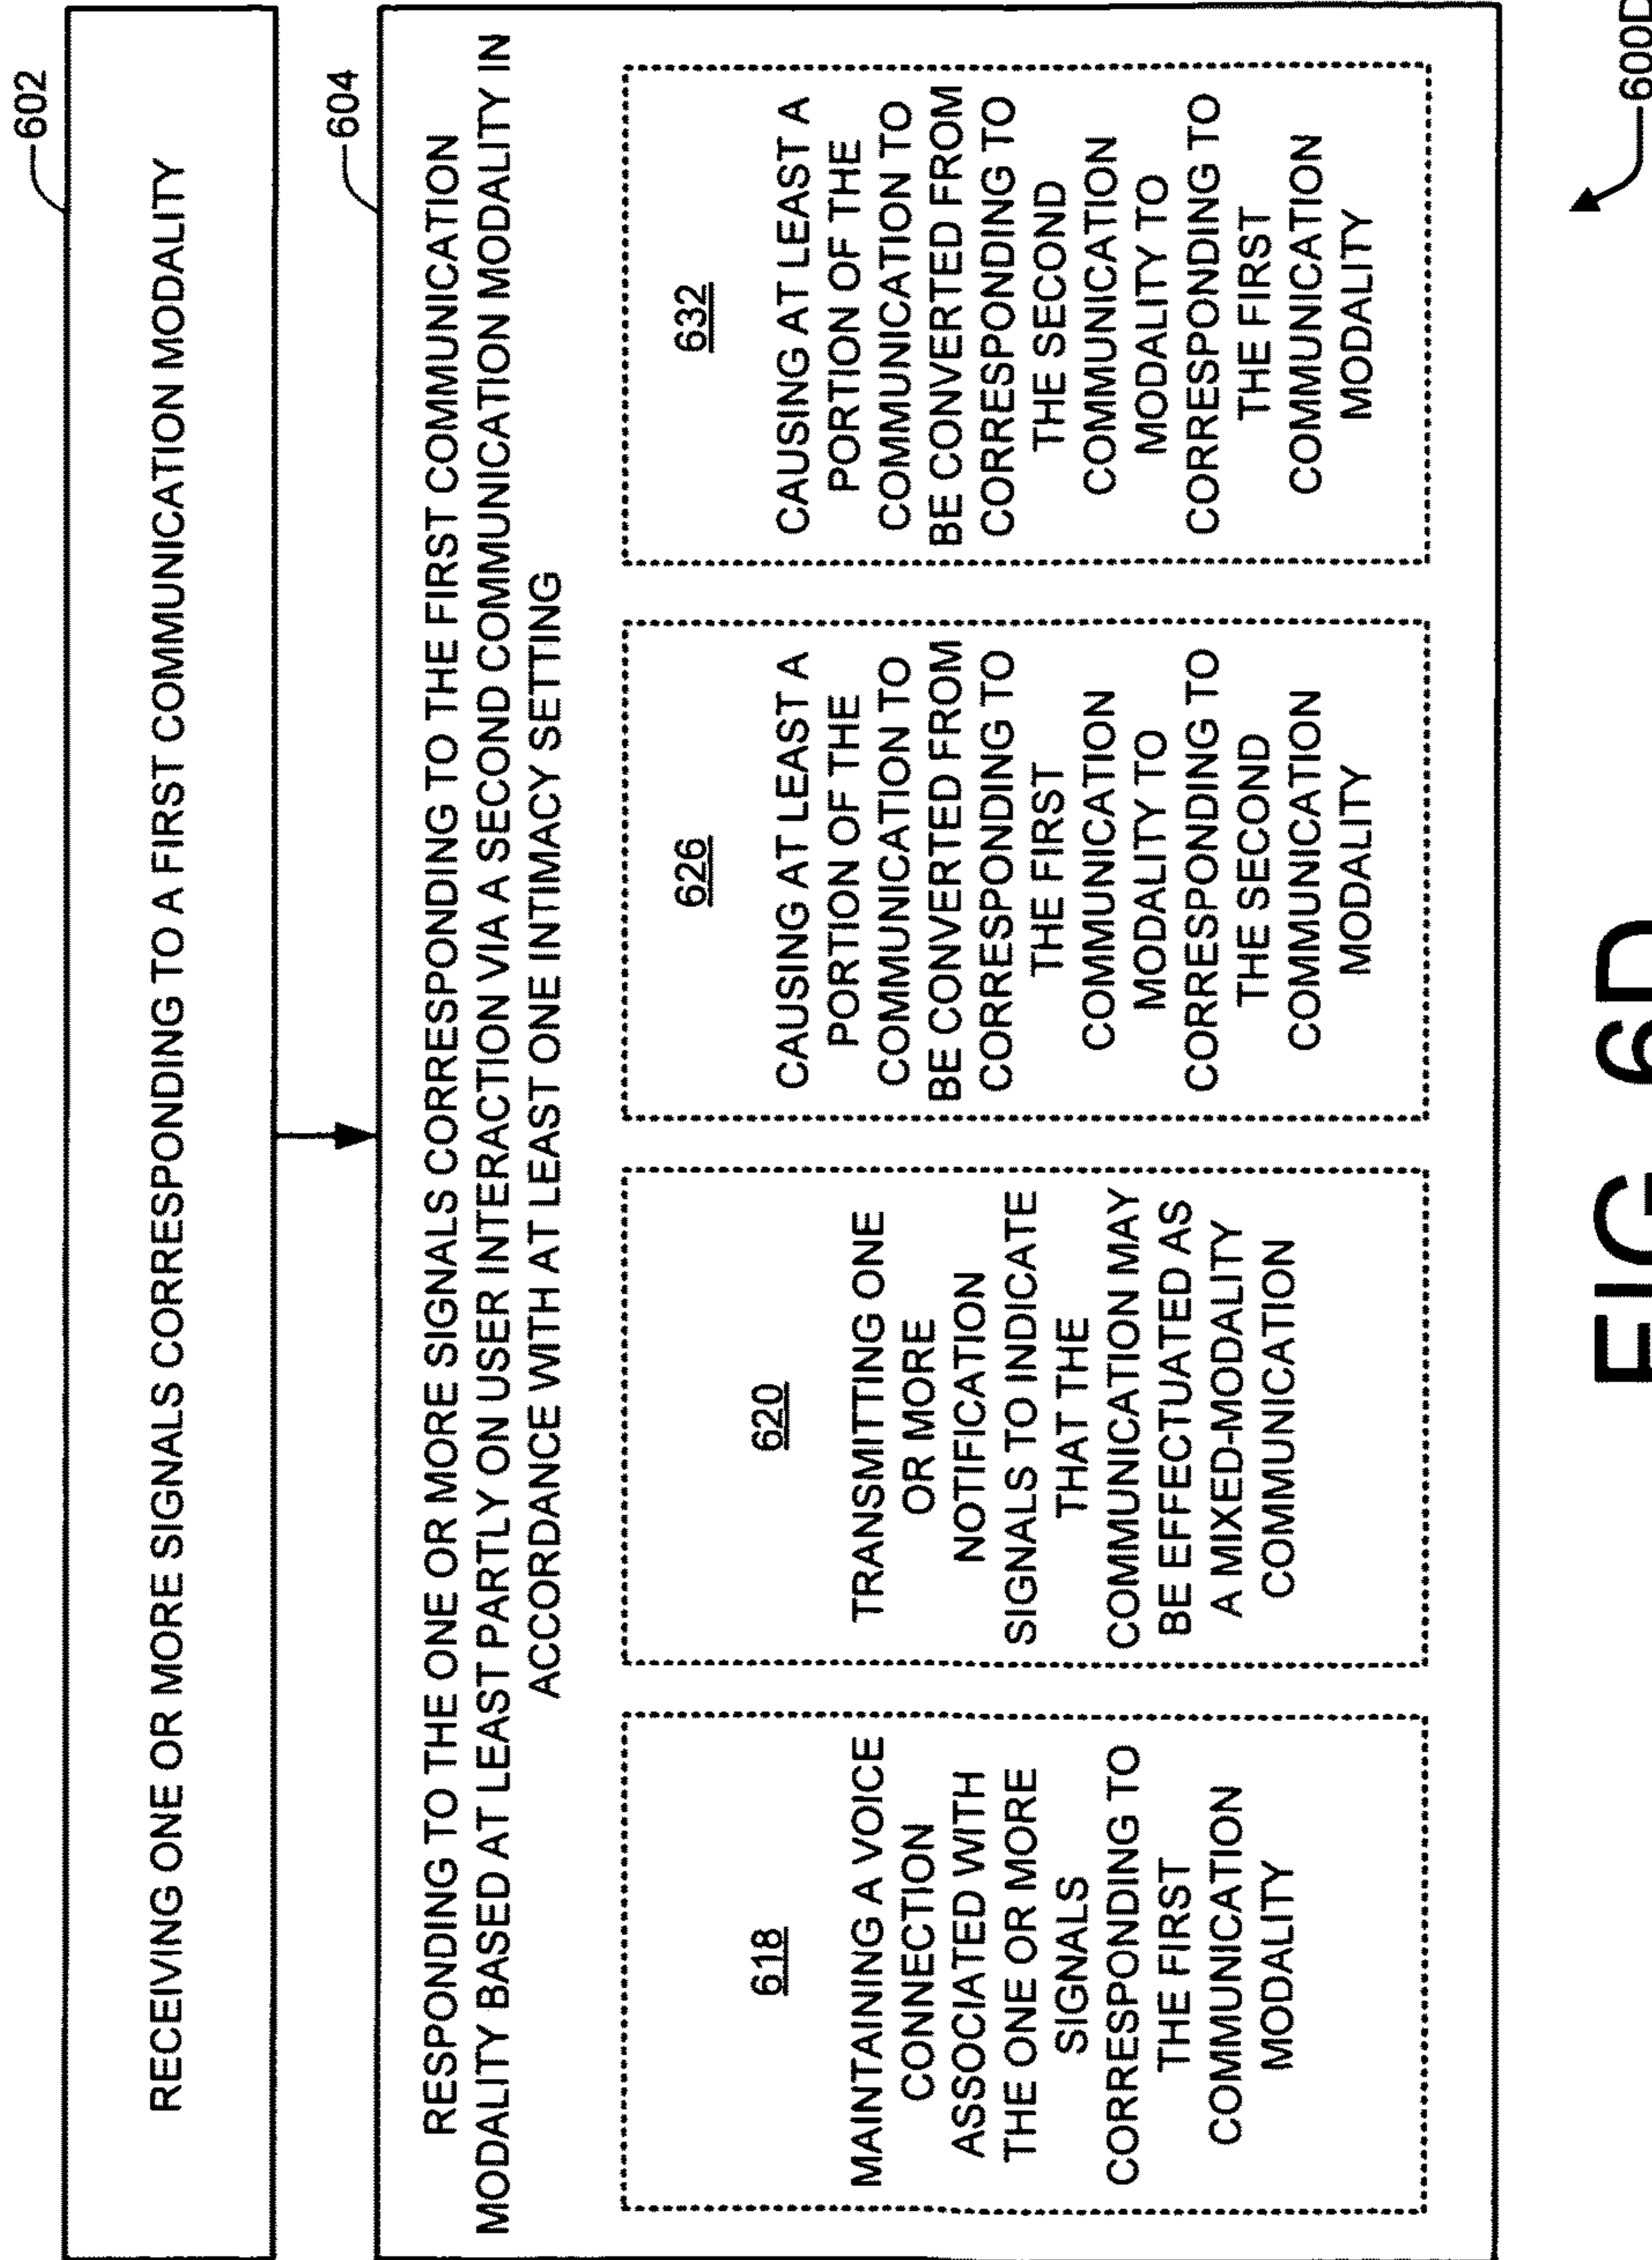 602
RECEIVING ONE OR MORE SIGNALS CORRESPONDING TO A FIRST COMMUNICATION MODALITY
604
RESPONDING TO THE ONE OR MORE SIGNALS CORRESPONDING TO THE FIRST COMMUNICATION
MODALITY BASED AT LEAST PARTLY ON USER INTERACTION VIA A SECOND COMMUNICATION MODALITY IN
ACCORDANCE WITH AT LEAST ONE INTIMACY SETTING
618
MAINTAINING A VOICE
CONNECTION
ASSOCIATED WITH
THE ONE OR MORE
SIGNALS
CORRESPONDING TO
THE FIRST
COMMUNICATION
MODALITY
620
TRANSMITTING ONE
OR MORE
NOTIFICATION
SIGNALS TO INDICATE
THAT THE
COMMUNICATION MAY
BE EFFECTUATED AS
A MIXED-MODALITY
COMMUNICATION
626
CAUSING AT LEAST A
PORTION OF THE
COMMUNICATION TO
BE CONVERTED FROM
CORRESPONDING TO
THE FIRST
COMMUNICATION
MODALITY TO
CORRESPONDING TO
THE SECOND
COMMUNICATION
MODALITY
632
CAUSING AT LEAST A
PORTION OF THE
COMMUNICATION TO
BE CONVERTED FROM
CORRESPONDING TO
THE SECOND
COMMUNICATION
MODALITY TO
CORRESPONDING TO
THE FIRST
COMMUNICATION
MODALITY
600D
FIG 6D